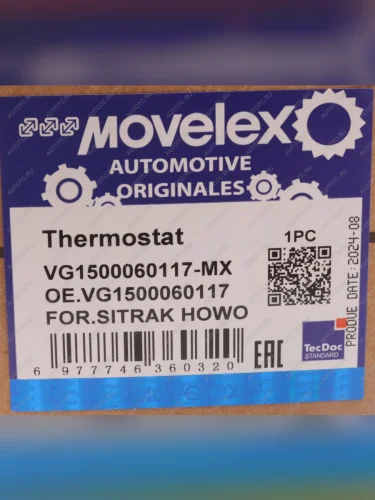 MOVELEX
AUTOMOTIVE
ORIGINALES
Thermostat
1PC
VG1500060117-MX
OE.VG1500060117
FOR.SITRAK HOWO
PRODUE DATE:2024-08
6 977746 360320
EAC
TecDoc
STANDARD